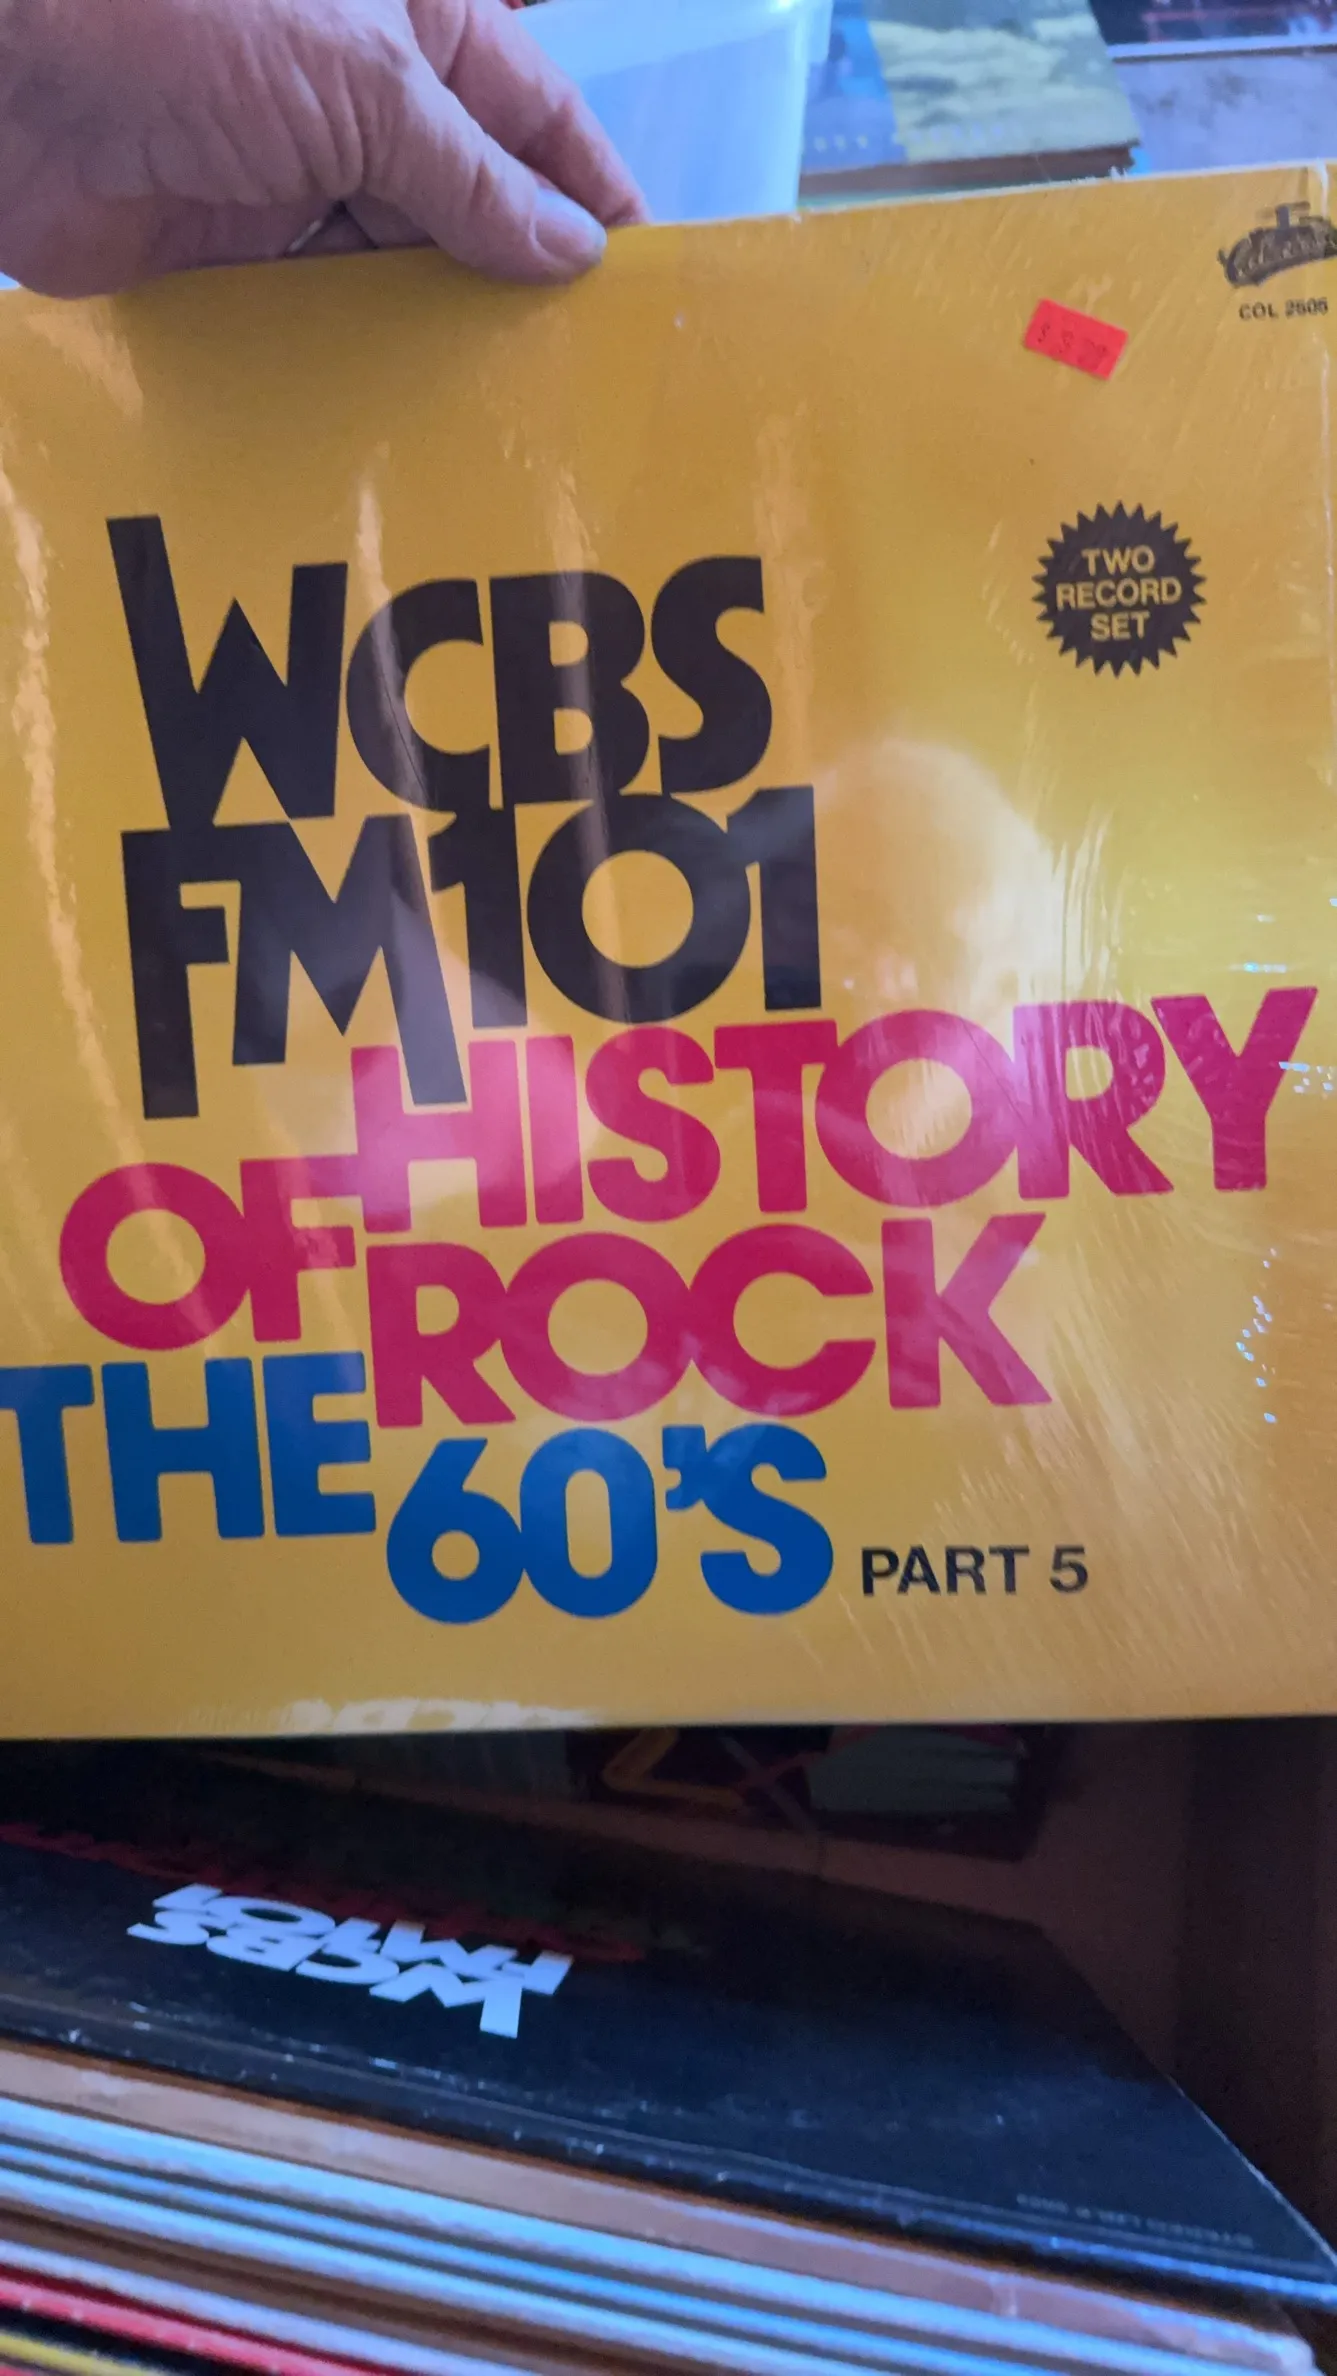 COL 2505
TWO
RECORD
SET
WCBS
FM101
HISTORY
OF ROCK
THE 60'S PART 5
WCBS
FM101